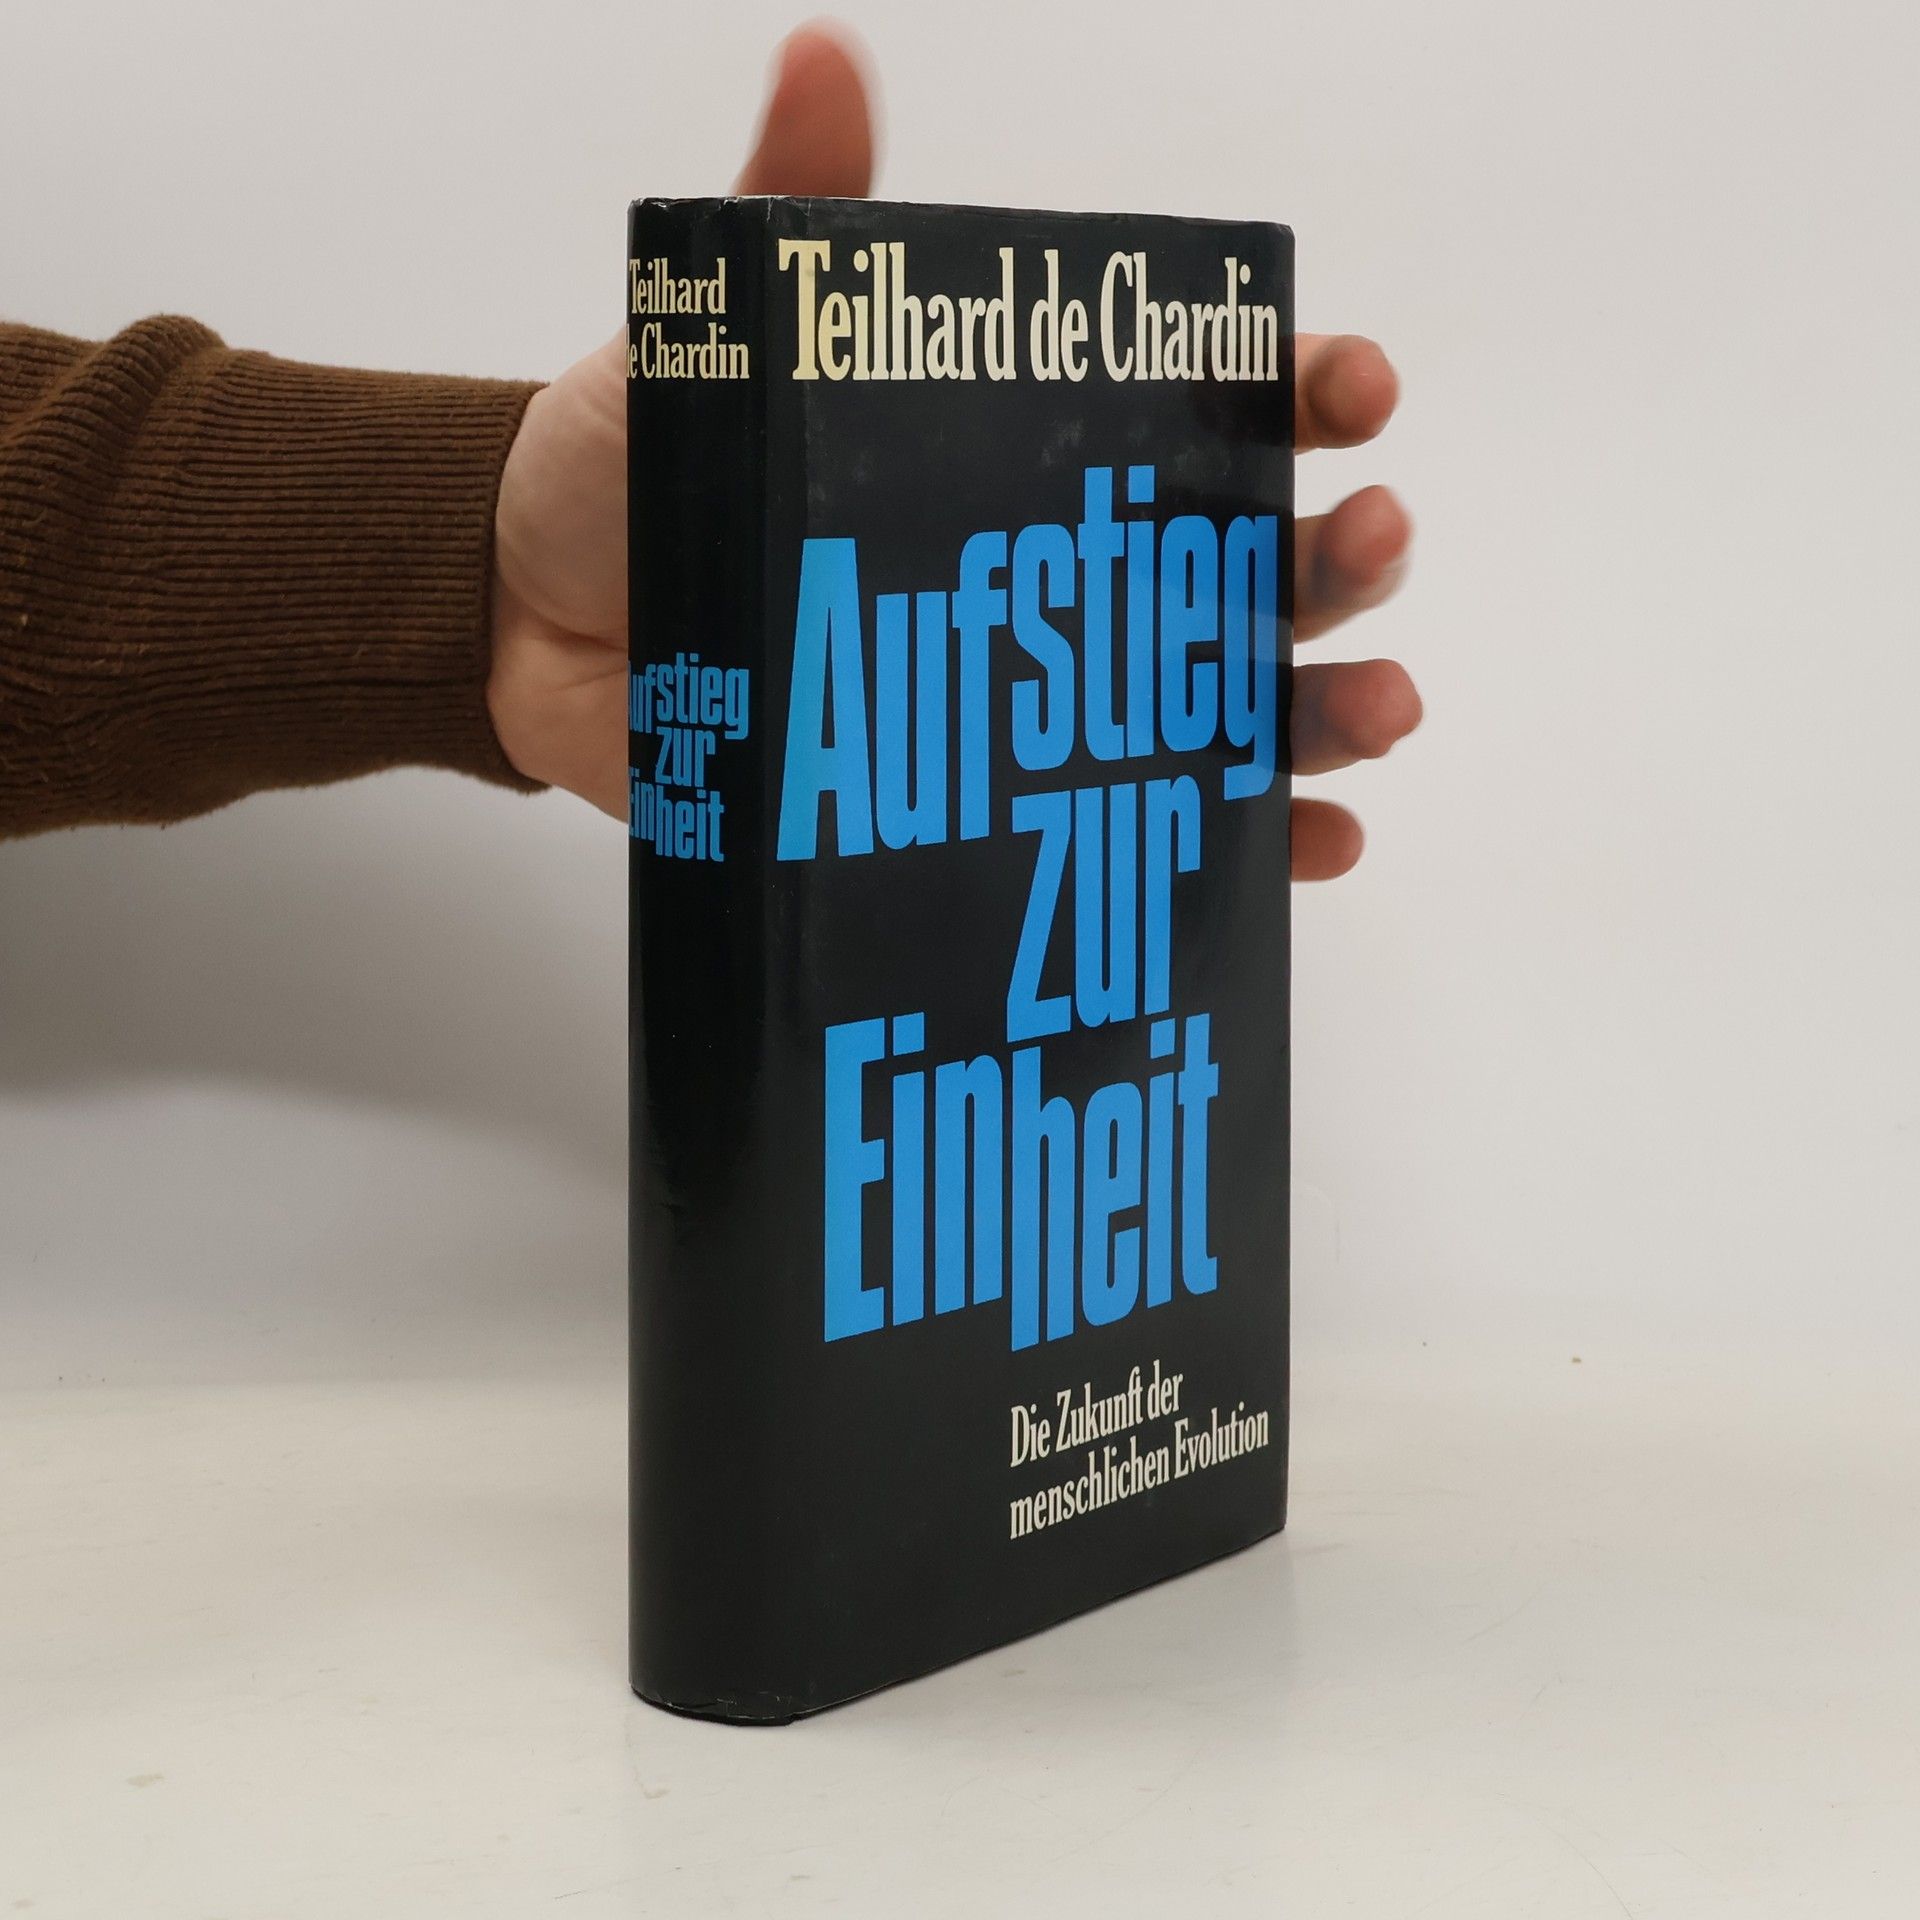 Teilhard
de Chardin
Aufstieg
zur
Einheit
Teilhard de Chardin
Aufstieg
zur
Einheit
Die Zukunft der
menschlichen Evolution